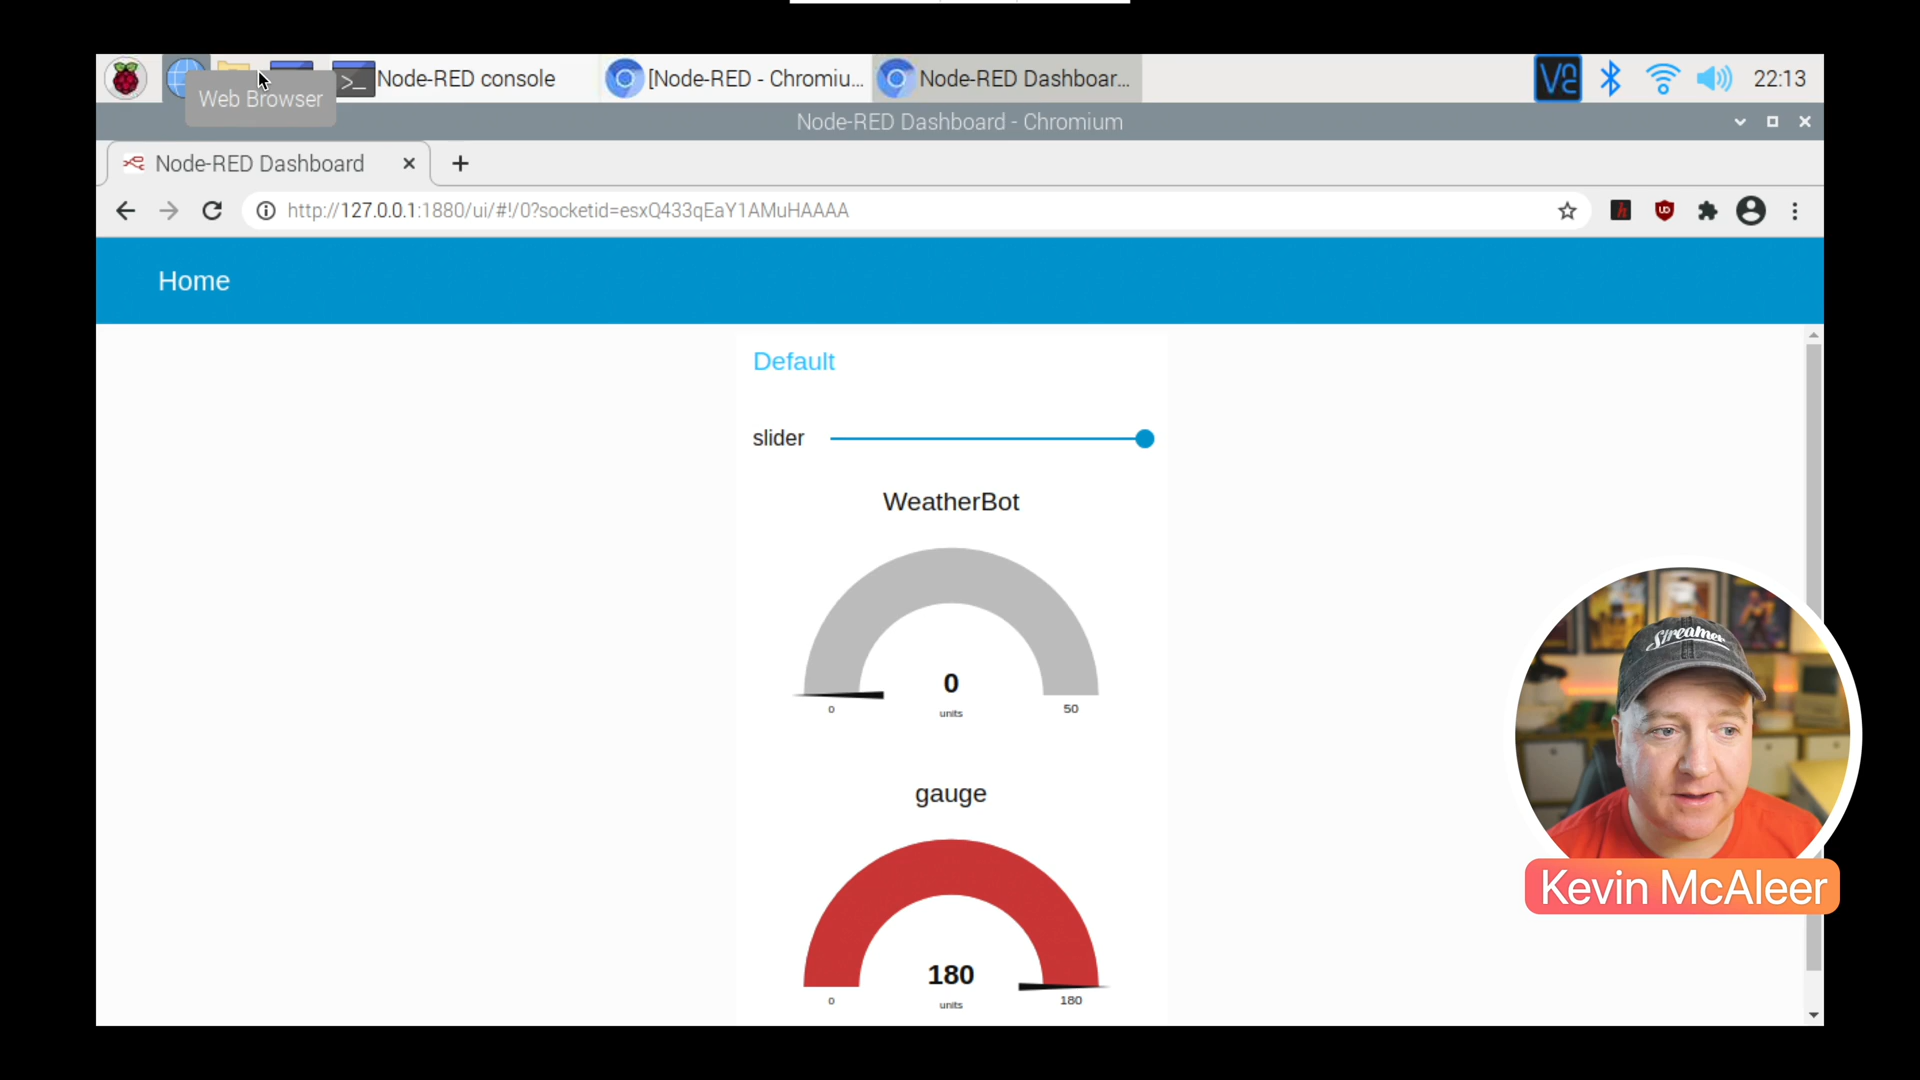 Node-RED console
[Node-RED - Chromiu...
Node-RED Dashboar...
22:13
Web Browser
Node-RED Dashboard - Chromium
Node-RED Dashboard
http://127.0.0.1:1880/ui/#!/0?socketid=esxQ433qEaY1AMuHAAAA
Home
Default
slider
WeatherBot
0
units
0
50
gauge
180
units
0
180
Streamer
Kevin McAleer